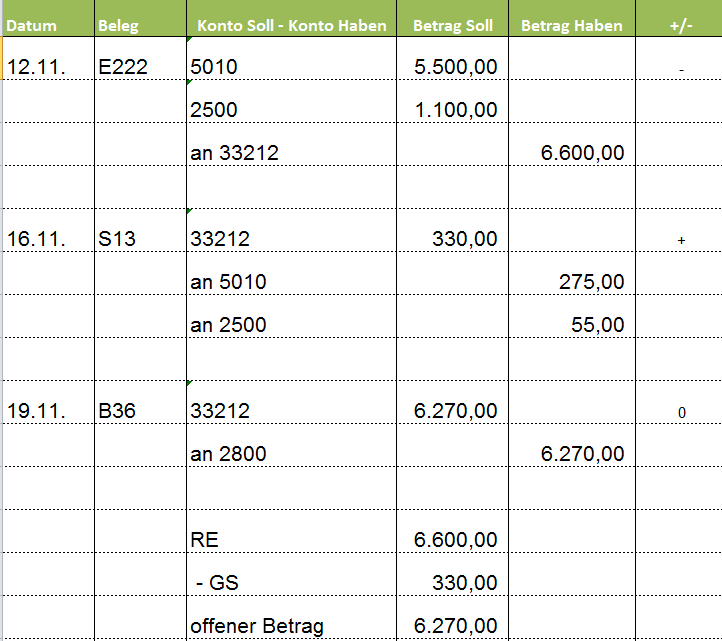 Datum Beleg Konto Soll - Konto Haben Betrag Soll Betrag Haben +/-
12.11. E222 5010 5.500,00 -
2500 1.100,00
an 33212 6.600,00
16.11. S13 33212 330,00 +
an 5010 275,00
an 2500 55,00
19.11. B36 33212 6.270,00 0
an 2800 6.270,00
RE 6.600,00
- GS 330,00
offener Betrag 6.270,00